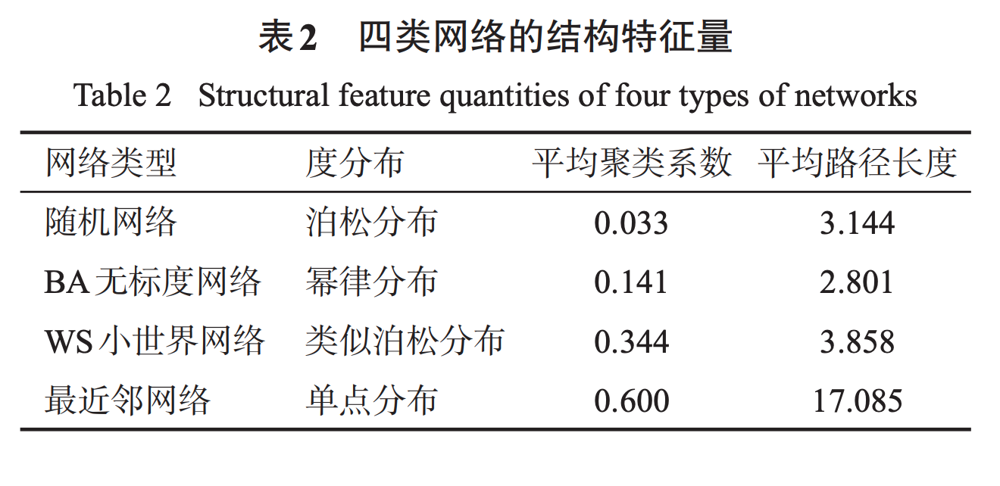 表2 四类网络的结构特征量
Table 2 Structural feature quantities of four types of networks
网络类型 度分布 平均聚类系数 平均路径长度
随机网络 泊松分布 0.033 3.144
BA无标度网络 幂律分布 0.141 2.801
WS小世界网络 类似泊松分布 0.344 3.858
最近邻网络 单点分布 0.600 17.085